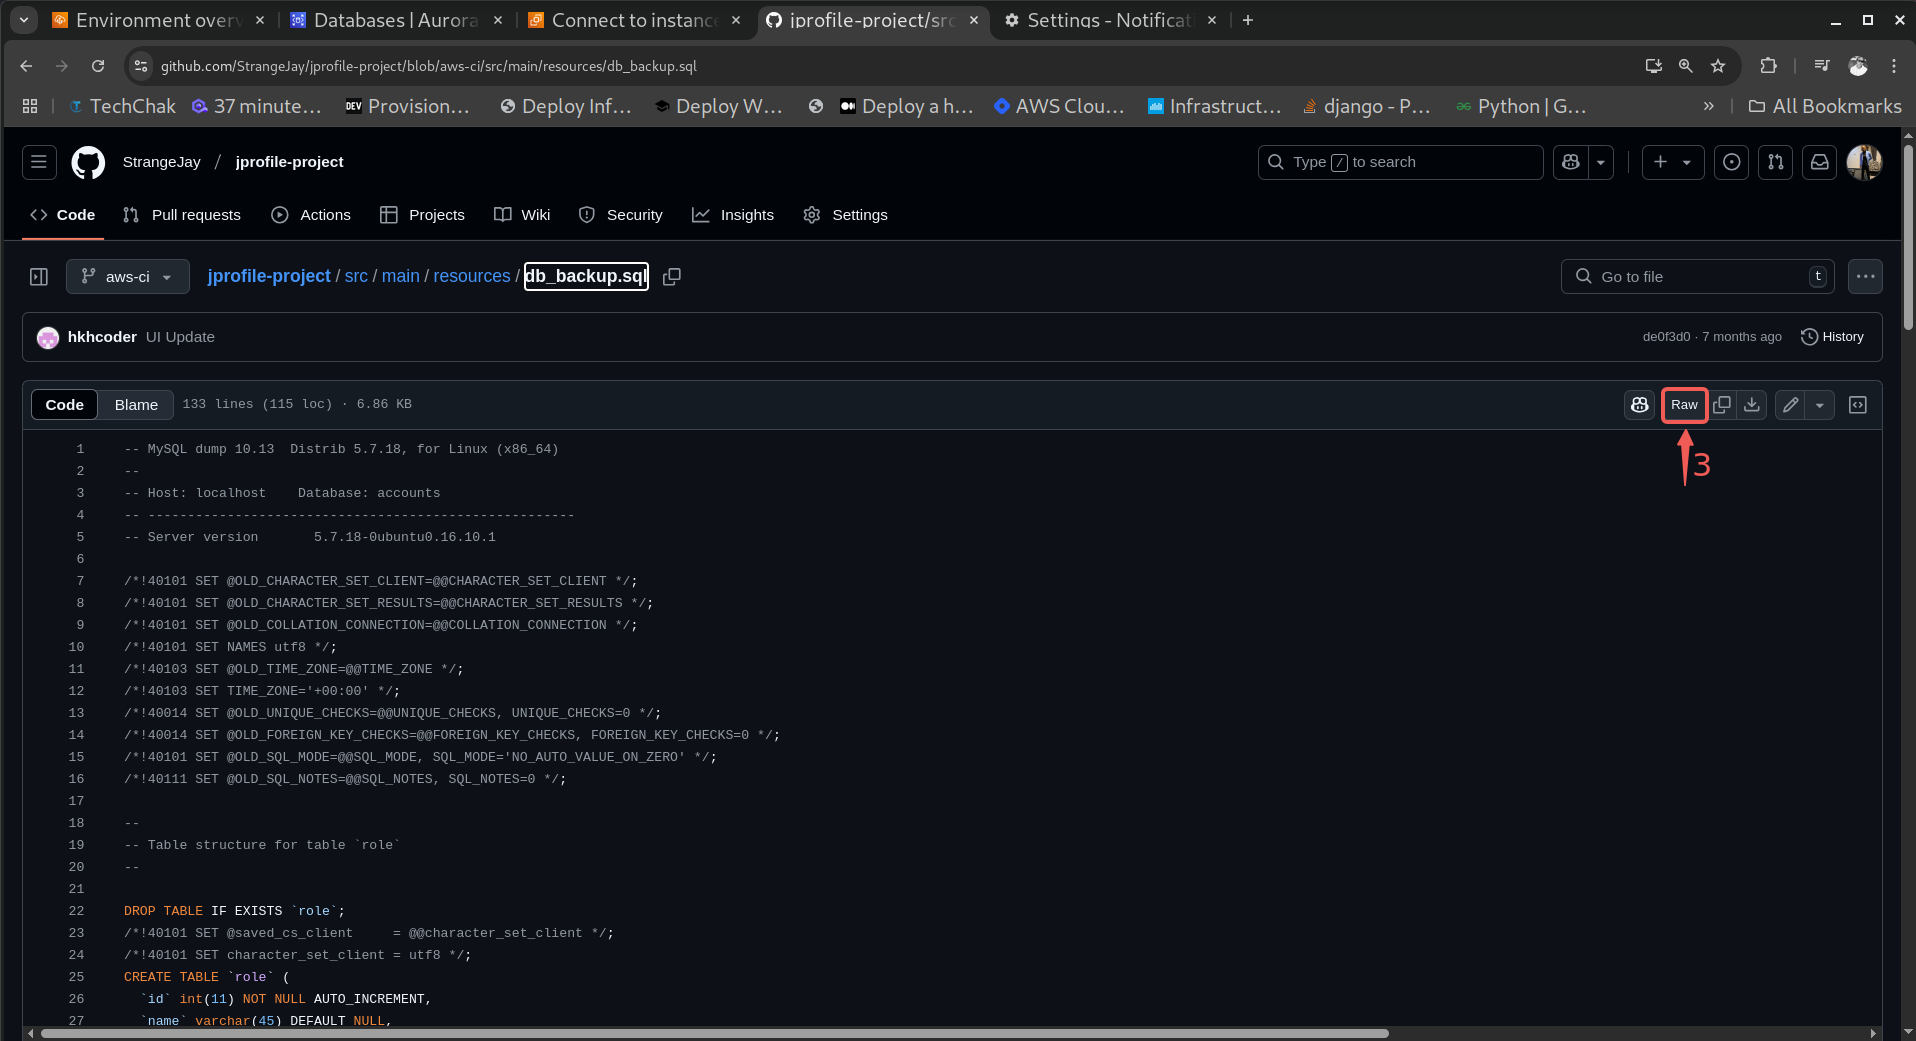 Environment overv
Databases | Aurora
Connect to instance
jprofile-project/src
Settings - Notificati
github.com/StrangeJay/jprofile-project/blob/aws-ci/src/main/resources/db_backup.sql
TechChak
37 minute...
DEV Provision...
Deploy Inf...
Deploy W...
Deploy a h...
AWS Clou...
Infrastruct...
django - P...
Python | G...
»
All Bookmarks
StrangeJay / jprofile-project
Type / to search
Code
Pull requests
Actions
Projects
Wiki
Security
Insights
Settings
aws-ci
jprofile-project / src / main / resources / db_backup.sql
Go to file
t
hkhcoder UI Update
de0f3d0 · 7 months ago
History
Code
Blame
133 lines (115 loc) · 6.86 KB
Raw
3
1 -- MySQL dump 10.13  Distrib 5.7.18, for Linux (x86_64)
2 --
3 -- Host: localhost    Database: accounts
4 -- ------------------------------------------------------
5 -- Server version       5.7.18-0ubuntu0.16.10.1
6
7 /*!40101 SET @OLD_CHARACTER_SET_CLIENT=@@CHARACTER_SET_CLIENT */;
8 /*!40101 SET @OLD_CHARACTER_SET_RESULTS=@@CHARACTER_SET_RESULTS */;
9 /*!40101 SET @OLD_COLLATION_CONNECTION=@@COLLATION_CONNECTION */;
10 /*!40101 SET NAMES utf8 */;
11 /*!40103 SET @OLD_TIME_ZONE=@@TIME_ZONE */;
12 /*!40103 SET TIME_ZONE='+00:00' */;
13 /*!40014 SET @OLD_UNIQUE_CHECKS=@@UNIQUE_CHECKS, UNIQUE_CHECKS=0 */;
14 /*!40014 SET @OLD_FOREIGN_KEY_CHECKS=@@FOREIGN_KEY_CHECKS, FOREIGN_KEY_CHECKS=0 */;
15 /*!40101 SET @OLD_SQL_MODE=@@SQL_MODE, SQL_MODE='NO_AUTO_VALUE_ON_ZERO' */;
16 /*!40111 SET @OLD_SQL_NOTES=@@SQL_NOTES, SQL_NOTES=0 */;
17
18 --
19 -- Table structure for table `role`
20 --
21
22 DROP TABLE IF EXISTS `role`;
23 /*!40101 SET @saved_cs_client     = @@character_set_client */;
24 /*!40101 SET character_set_client = utf8 */;
25 CREATE TABLE `role` (
26   `id` int(11) NOT NULL AUTO_INCREMENT,
27   `name` varchar(45) DEFAULT NULL,